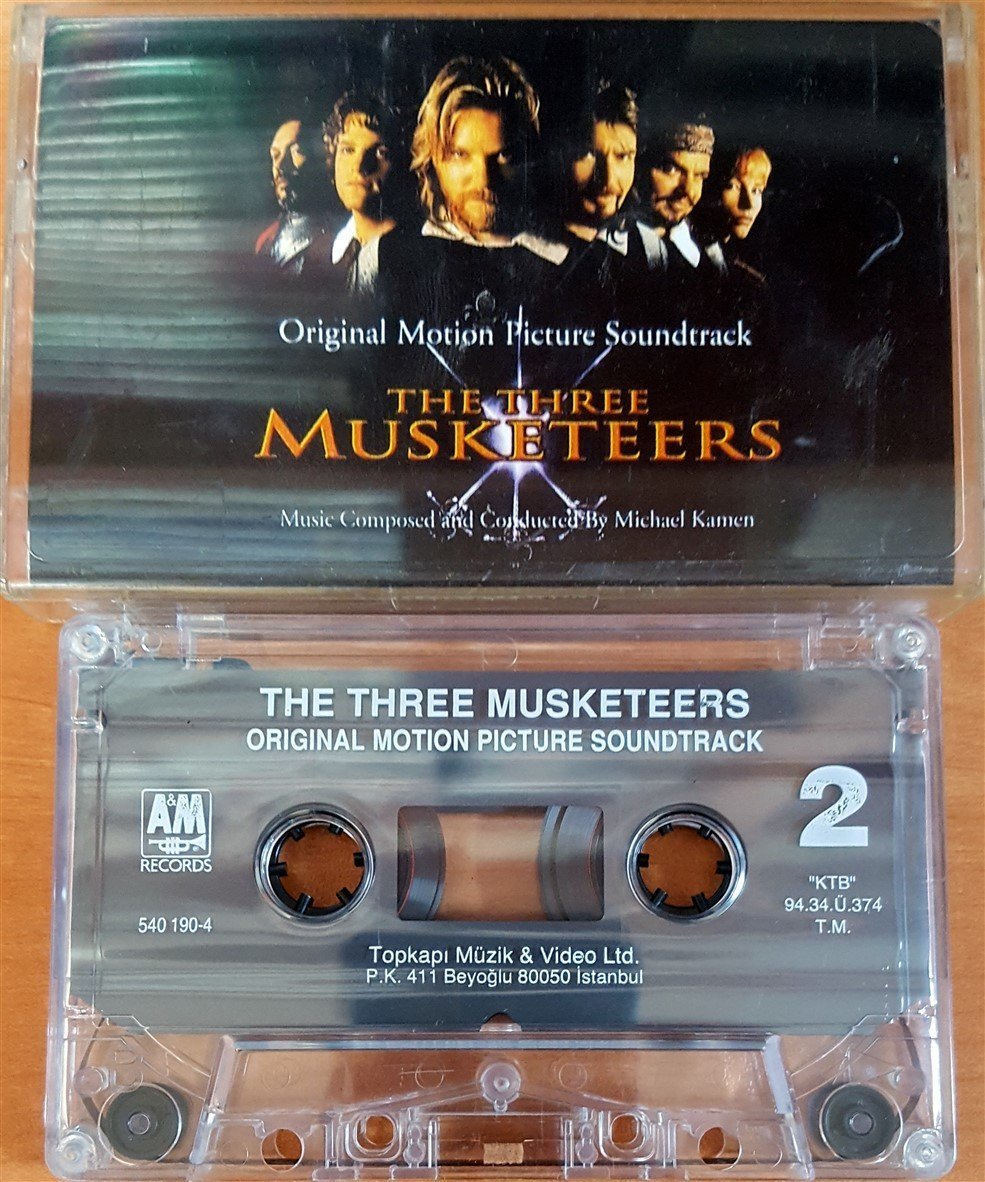 Original Motion Picture Soundtrack
THE THREE
MUSKETEERS
Music Composed and Conducted By Michael Kamen
THE THREE MUSKETEERS
ORIGINAL MOTION PICTURE SOUNDTRACK
A&M
RECORDS
540 190-4
2
"KTB"
94.34.Ü.374
T.M.
Topkapı Müzik & Video Ltd.
P.K. 411 Beyoğlu 80050 İstanbul